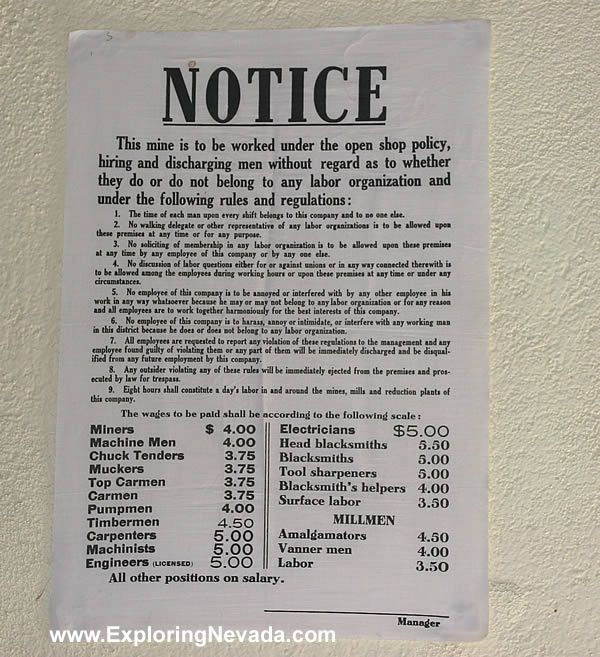 NOTICE
This mine is to be worked under the open shop policy,
hiring and discharging men without regard as to whether
they do or do not belong to any labor organization and
under the following rules and regulations:
1. The time of each man upon every shift belongs to this company and to no one else.
2. No walking delegate or other representative of any labor organizations is to be allowed upon
these premises at any time or for any purpose.
3. No soliciting of membership in any labor organization is to be allowed upon these premises
at any time by any employee of this company or by any one else.
4. No discussion of labor questions either for or against unions or in any way connected therewith is
to be allowed among the employees during working hours or upon these premises at any time or under any
circumstances.
5. No employee of this company is to be annoyed or interfered with by any other employee in his
work in any way whatsoever because he may or may not belong to any labor organization or for any reason
and all employees are to work together harmoniously for the best interests of this company.
6. No employee of this company is to harass, annoy or intimidate, or interfere with any working man
in this district because he does or does not belong to any labor organization.
7. All employees are requested to report any violation of these regulations to the management and any
employee found guilty of violating them or any part of them will be immediately discharged and be disqual-
ified from any future employment by this company.
8. Any outsider violating any of these rules will be immediately ejected from the premises and pros-
ecuted by law for trespass.
9. Eight hours shall constitute a day's labor in and around the mines, mills and reduction plants of
this company.
The wages to be paid shall be according to the following scale:
Miners $ 4.00
Machine Men 4.00
Chuck Tenders 3.75
Muckers 3.75
Top Carmen 3.75
Carmen 3.75
Pumpmen 4.00
Timbermen 4.50
Carpenters 5.00
Machinists 5.00
Engineers (LICENSED) 5.00
Electricians $5.00
Head blacksmiths 5.50
Blacksmiths 5.00
Tool sharpeners 5.00
Blacksmith's helpers 4.00
Surface labor 3.50
MILLMEN
Amalgamators 4.50
Vanner men 4.00
Labor 3.50
All other positions on salary.
Manager
www.ExploringNevada.com